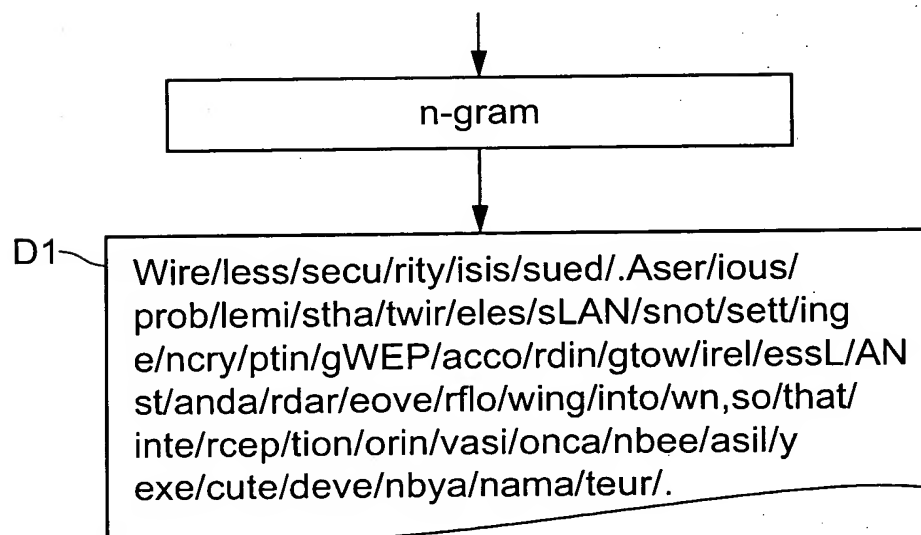 n-gram
D1
Wire/less/secu/rity/isis/sued/.Aser/ious/
prob/lemi/stha/twir/eles/sLAN/snot/sett/ing
e/ncry/ptin/gWEP/acco/rdin/gtow/irel/essL/AN
st/anda/rdar/eove/rflo/wing/into/wn,so/that/
inte/rcep/tion/orin/vasi/onca/nbee/asil/y
exe/cute/deve/nbya/nama/teur/.